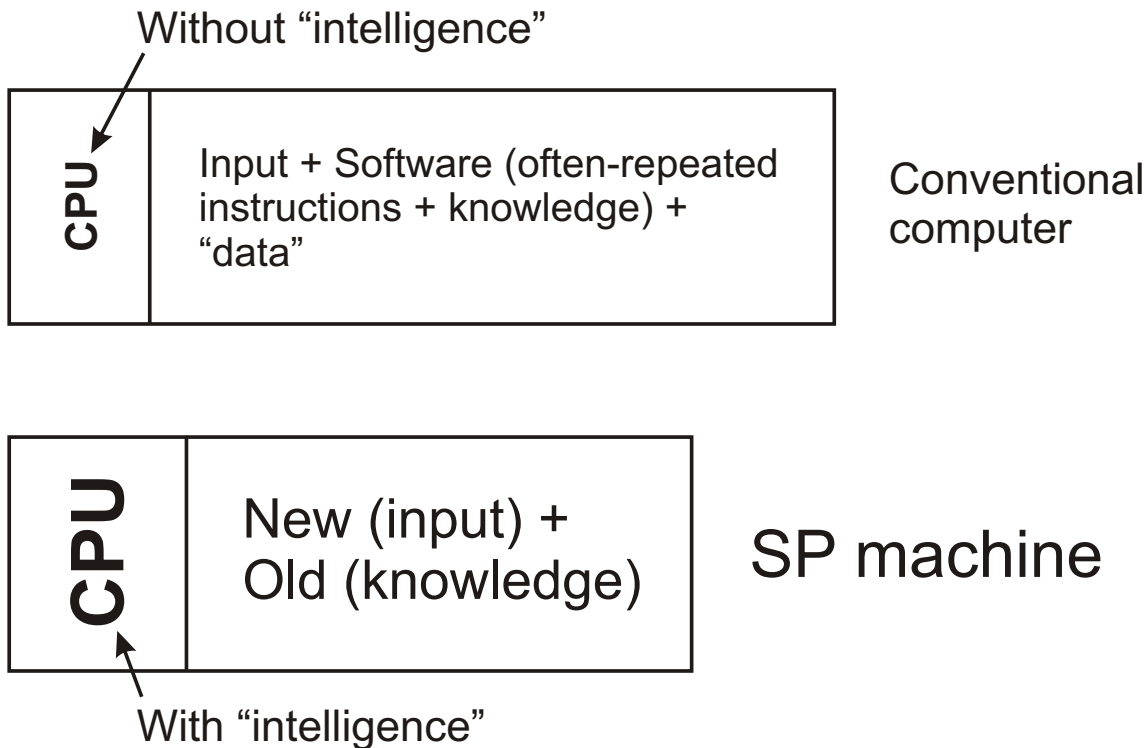 Without “intelligence”
CPU
Input + Software (often-repeated
instructions + knowledge) +
“data”
Conventional
computer
CPU
New (input) +
Old (knowledge)
SP machine
With “intelligence”